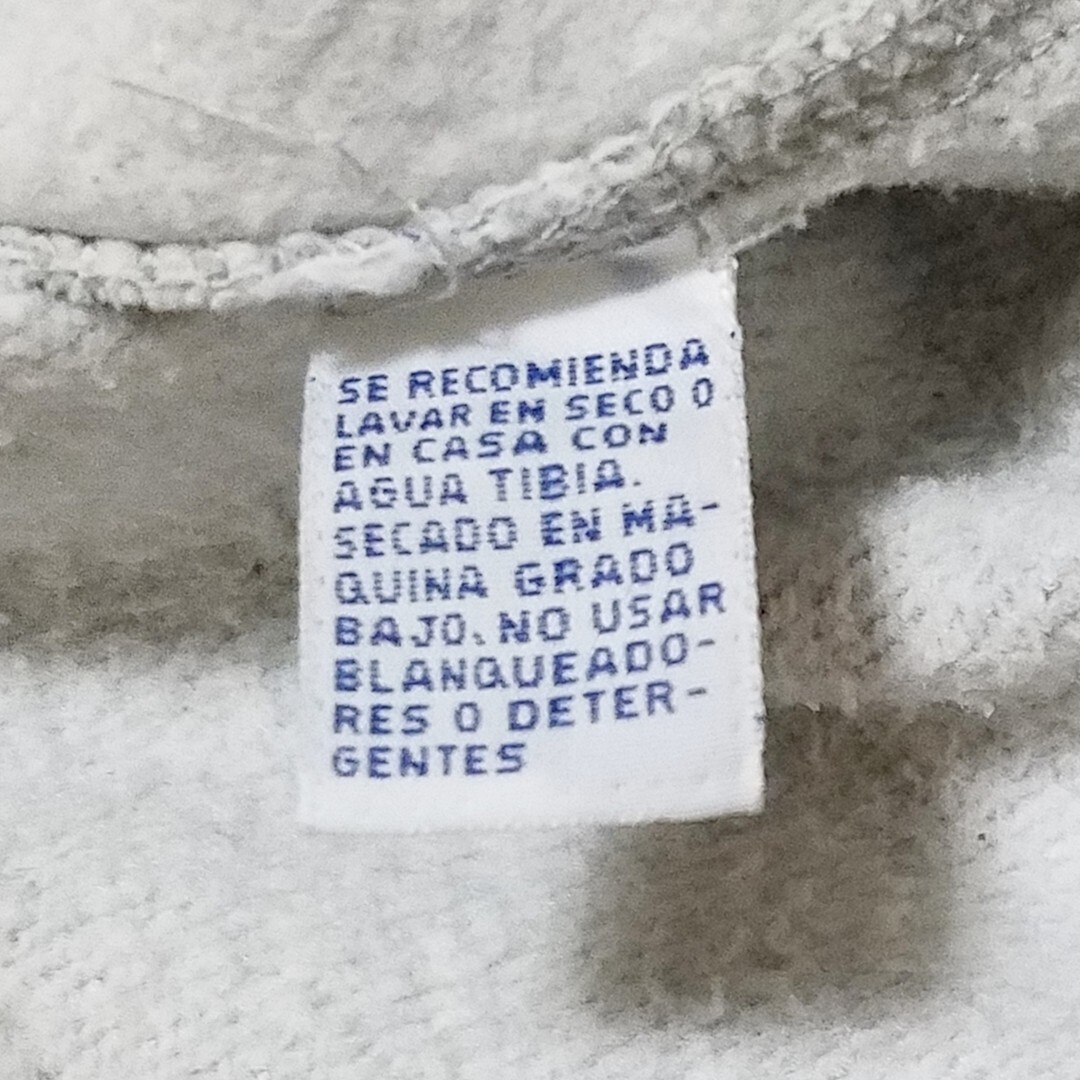 SE RECOMIENDA
LAVAR EN SECO O
EN CASA CON
AGUA TIBIA.
SECADO EN MA-
QUINA GRADO
BAJO. NO USAR
BLANQUEADO-
RES O DETER-
GENTES